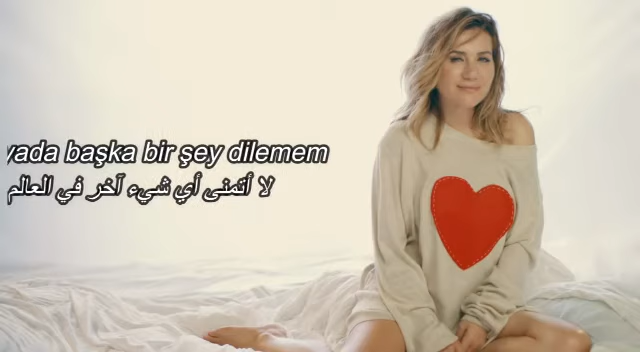 yada başka bir şey dilemem
لا أتمنى أي شيء آخر في العالم